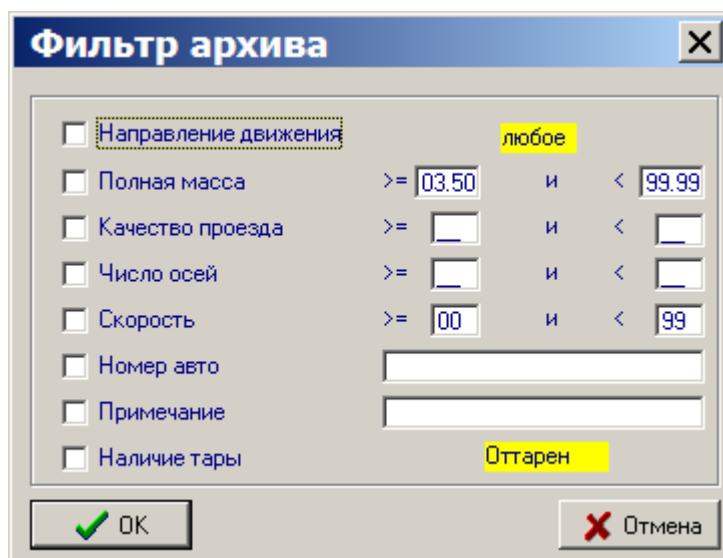 Фильтр архива
Направление движения любое
Полная масса >= 03.50 и < 99.99
Качество проезда >= __ и < __
Число осей >= __ и < __
Скорость >= 00 и < 99
Номер авто
Примечание
Наличие тары Оттарен
OK Отмена